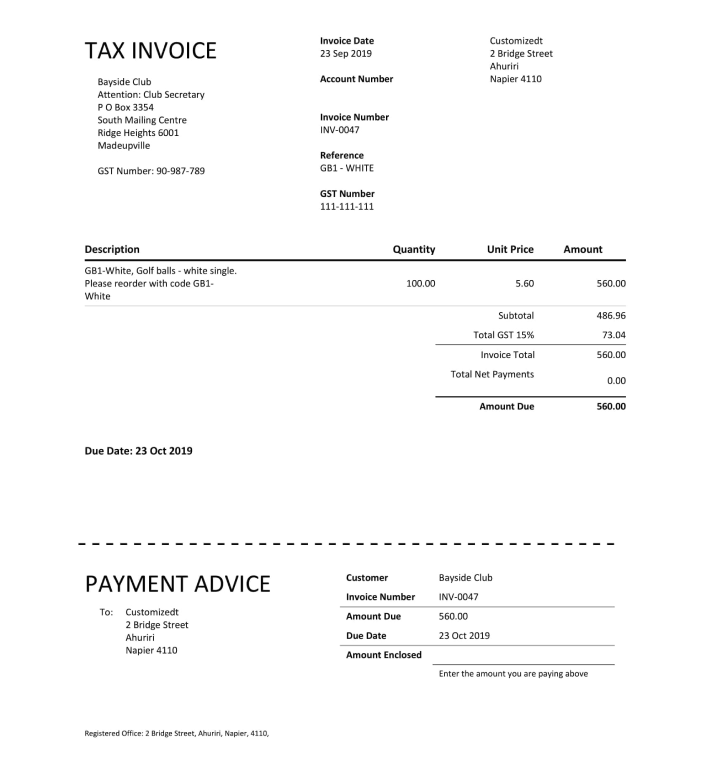 TAX INVOICE
Bayside Club
Attention: Club Secretary
P O Box 3354
South Mailing Centre
Ridge Heights 6001
Madeupville
GST Number: 90-987-789
Invoice Date
23 Sep 2019
Account Number
Invoice Number
INV-0047
Reference
GB1 - WHITE
GST Number
111-111-111
Customizedt
2 Bridge Street
Ahuriri
Napier 4110
Description Quantity Unit Price Amount
GB1-White, Golf balls - white single.
Please reorder with code GB1- 100.00 5.60 560.00
White
Subtotal 486.96
Total GST 15% 73.04
Invoice Total 560.00
Total Net Payments 0.00
Amount Due 560.00
Due Date: 23 Oct 2019
PAYMENT ADVICE
To: Customizedt
2 Bridge Street
Ahuriri
Napier 4110
Customer Bayside Club
Invoice Number INV-0047
Amount Due 560.00
Due Date 23 Oct 2019
Amount Enclosed
Enter the amount you are paying above
Registered Office: 2 Bridge Street, Ahuriri, Napier, 4110,